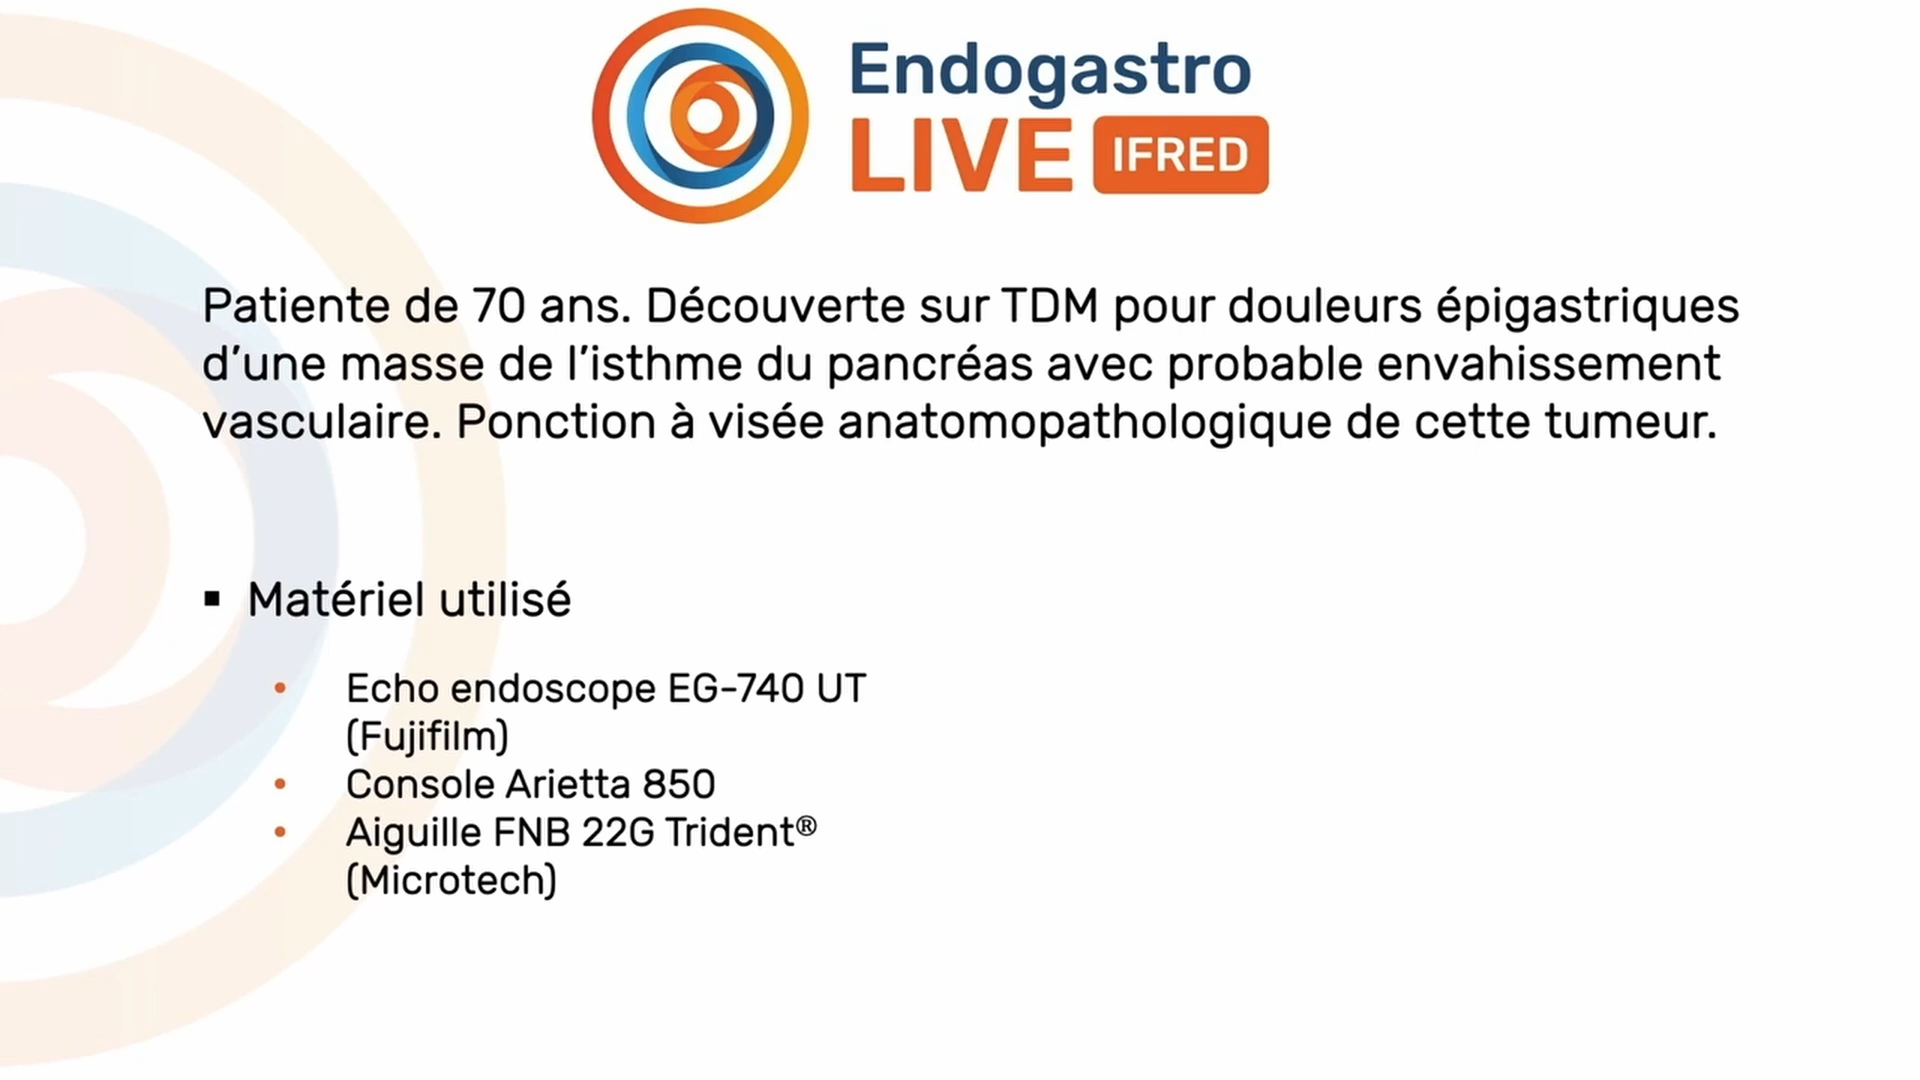 Endogastro
LIVE IFRED
Patiente de 70 ans. Découverte sur TDM pour douleurs épigastriques
d’une masse de l’isthme du pancréas avec probable envahissement
vasculaire. Ponction à visée anatomopathologique de cette tumeur.
▪ Matériel utilisé
• Echo endoscope EG-740 UT
(Fujifilm)
• Console Arietta 850
• Aiguille FNB 22G Trident®
(Microtech)